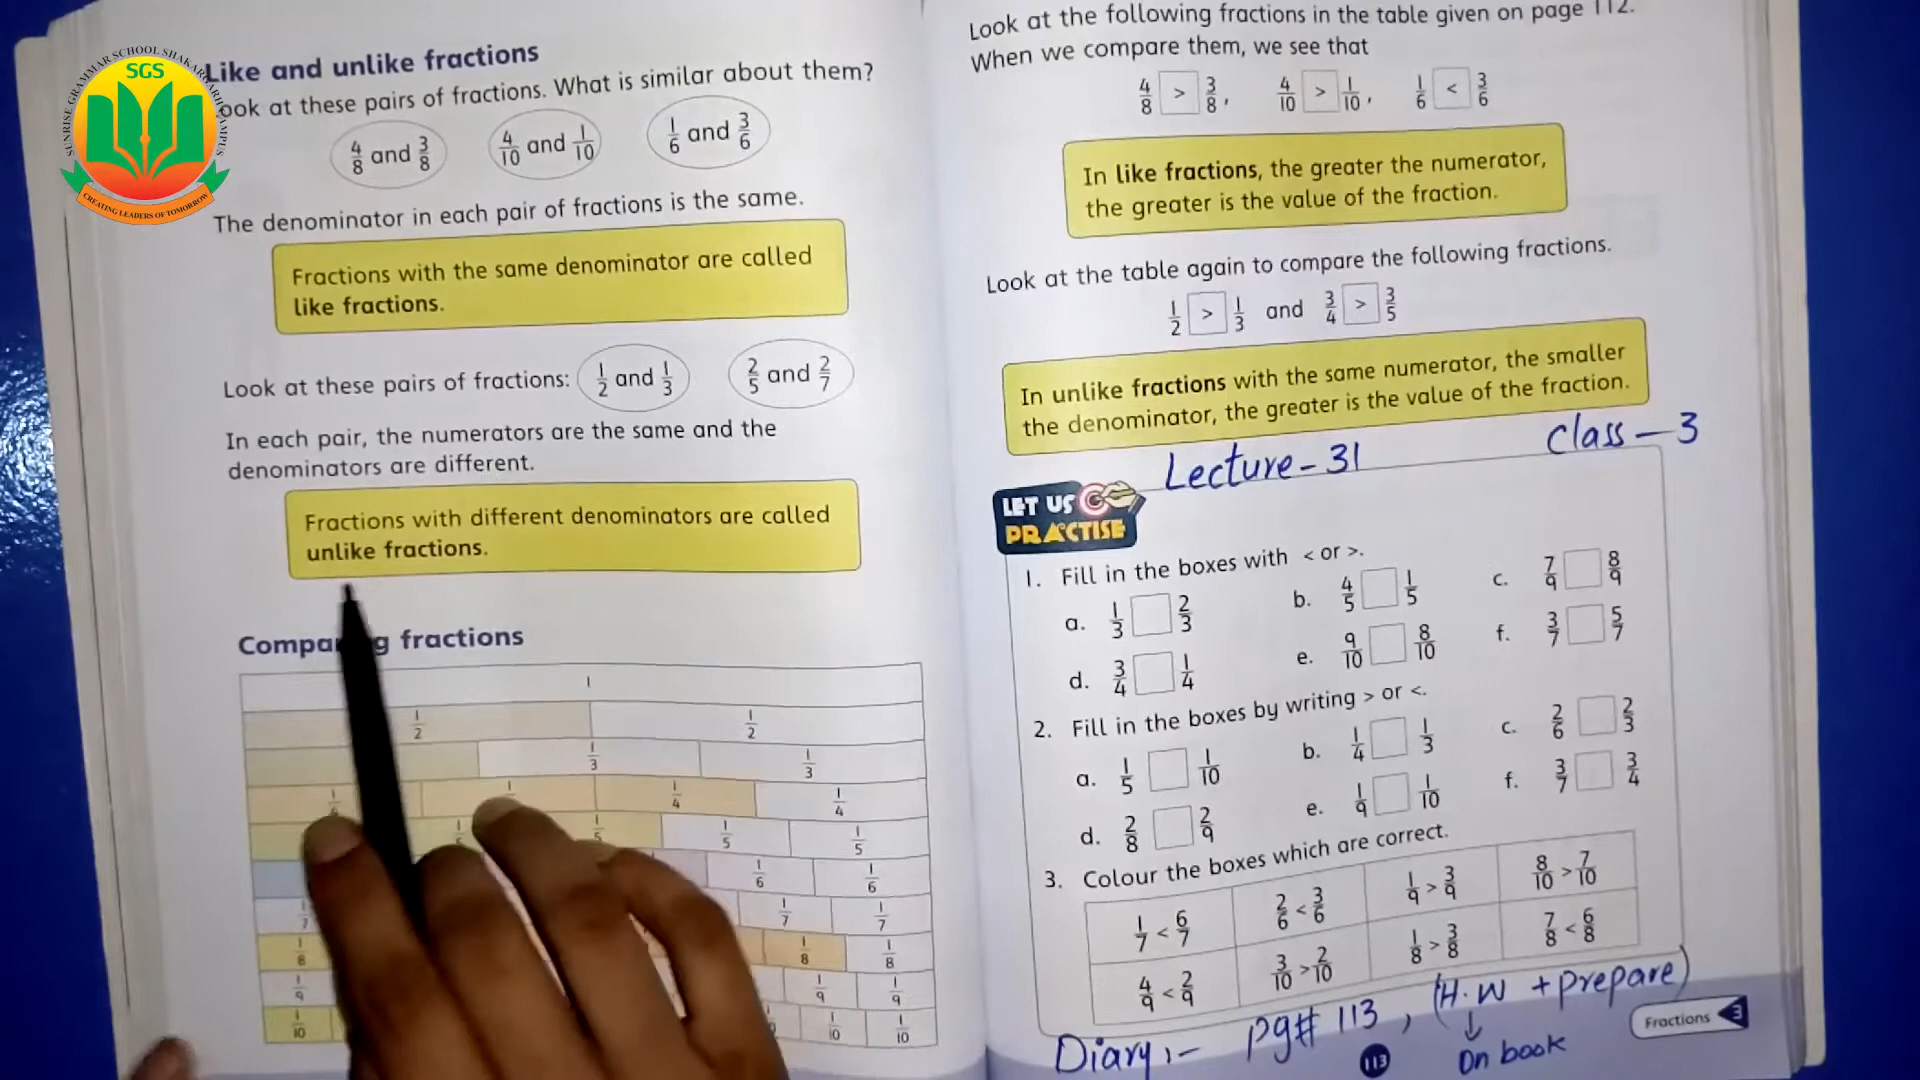 SUNRISE GRAMMAR SCHOOL SHAKARGARH CAMPUS
SGS
CREATING LEADERS OF TOMORROW
Like and unlike fractions
ook at these pairs of fractions. What is similar about them?
4/8 and 3/8 4/10 and 1/10 1/6 and 3/6
The denominator in each pair of fractions is the same.
Fractions with the same denominator are called
like fractions.
Look at these pairs of fractions: 1/2 and 1/3 2/5 and 2/7
In each pair, the numerators are the same and the
denominators are different.
Fractions with different denominators are called
unlike fractions.
Comparing fractions
1
1/2 1/2
1/3 1/3
1/4 1/4
1/5 1/5 1/5 1/5
1/6 1/6
1/7 1/7 1/7
1/8 1/8 1/8
1/9 1/9 1/9
1/10 1/10 1/10
Look at the following fractions in the table given on page 112.
When we compare them, we see that
4/8 > 3/8, 4/10 > 1/10, 1/6 < 3/6
In like fractions, the greater the numerator,
the greater is the value of the fraction.
Look at the table again to compare the following fractions.
1/2 > 1/3 and 3/4 > 3/5
In unlike fractions with the same numerator, the smaller
the denominator, the greater is the value of the fraction.
Lecture - 31 Class - 3
LET US
PRACTISE
1. Fill in the boxes with < or >.
a. 1/3 2/3 b. 4/5 1/5 c. 7/9 8/9
d. 3/4 1/4 e. 9/10 8/10 f. 3/7 5/7
2. Fill in the boxes by writing > or <.
a. 1/5 1/10 b. 1/4 1/3 c. 2/6 2/3
d. 2/8 2/9 e. 1/9 1/10 f. 3/7 3/4
3. Colour the boxes which are correct.
1/7 < 6/7 2/6 < 3/6 1/9 > 3/9 8/10 > 7/10
4/9 < 2/9 3/10 > 2/10 1/8 > 3/8 7/8 < 6/8
Diary:- pg# 113, (H.W + prepare)
↓
On book
113
Fractions 3